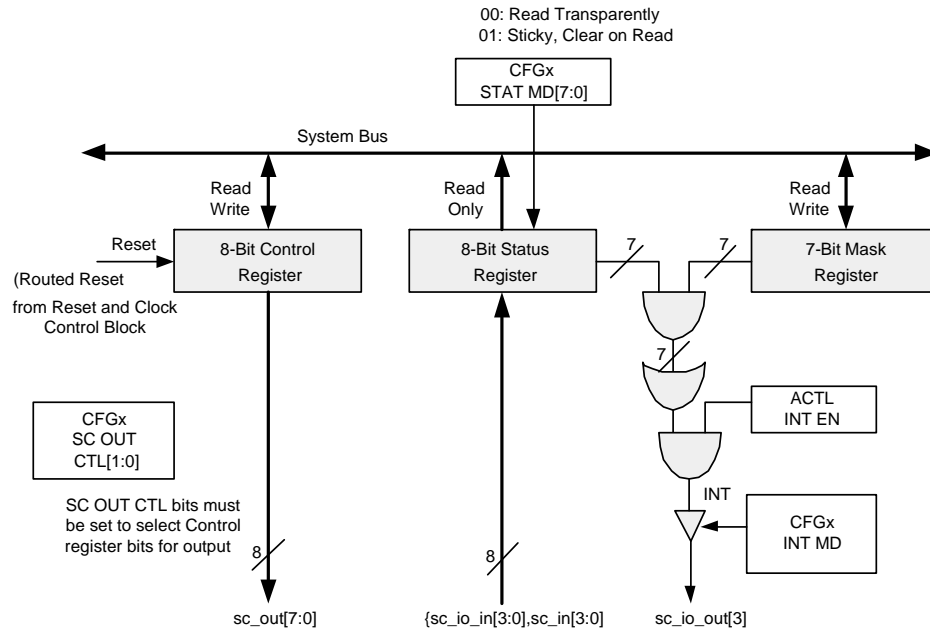 00: Read Transparently
01: Sticky, Clear on Read
CFGx
STAT MD[7:0]
System Bus
Read
Write
Read
Only
Read
Write
Reset
(Routed Reset
from Reset and Clock
Control Block
8-Bit Control
Register
8-Bit Status
Register
7
7
7-Bit Mask
Register
7
CFGx
SC OUT
CTL[1:0]
ACTL
INT EN
SC OUT CTL bits must
be set to select Control
register bits for output
INT
CFGx
INT MD
8
8
sc_out[7:0]
{sc_io_in[3:0],sc_in[3:0]
sc_io_out[3]